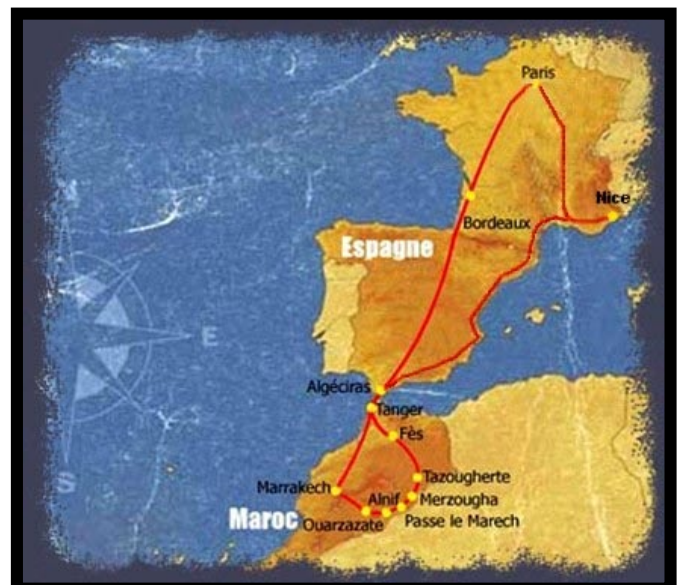 Paris
Nice
Bordeaux
Espagne
E
Algéciras
Tanger
Fès
Tazougherte
Marrakech
Alnif
Merzougha
S
Maroc
Ouarzazate
Passe le Marech